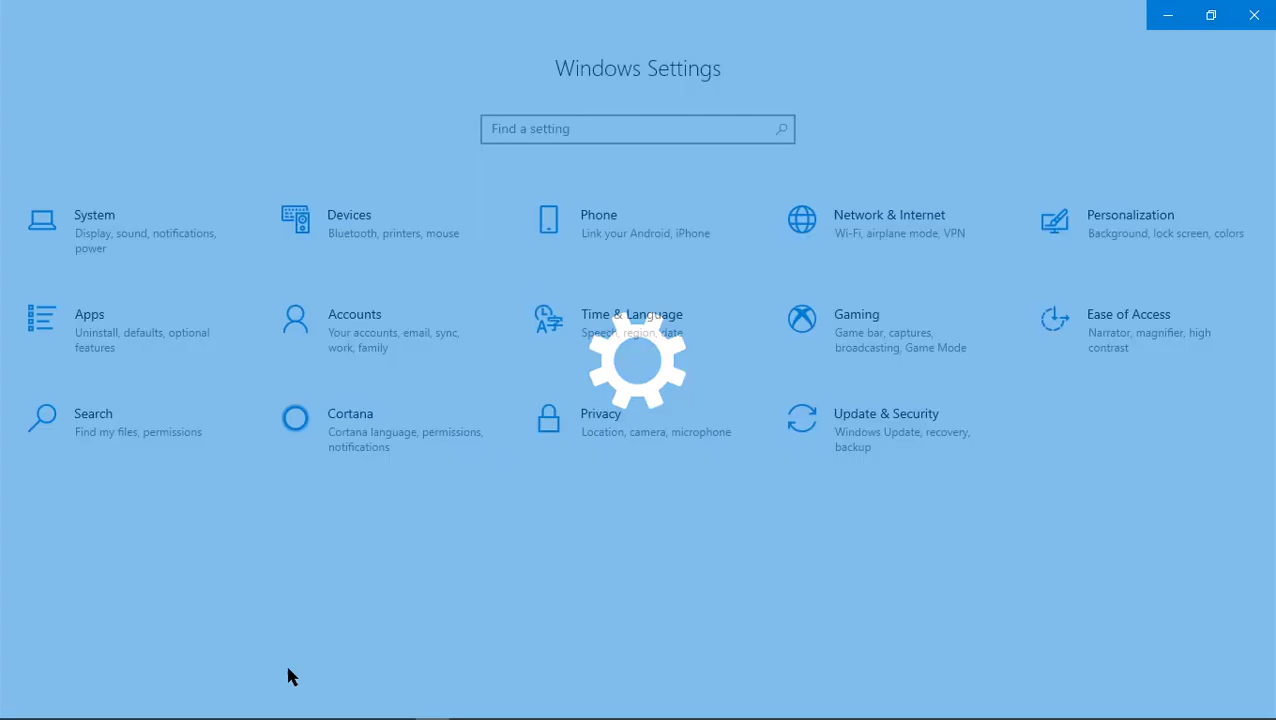 Windows Settings
Find a setting
System
Display, sound, notifications,
power
Devices
Bluetooth, printers, mouse
Phone
Link your Android, iPhone
Network & Internet
Wi-Fi, airplane mode, VPN
Personalization
Background, lock screen, colors
Apps
Uninstall, defaults, optional
features
Accounts
Your accounts, email, sync,
work, family
Time & Language
Speech, region, date
Gaming
Game bar, captures,
broadcasting, Game Mode
Ease of Access
Narrator, magnifier, high
contrast
Search
Find my files, permissions
Cortana
Cortana language, permissions,
notifications
Privacy
Location, camera, microphone
Update & Security
Windows Update, recovery,
backup